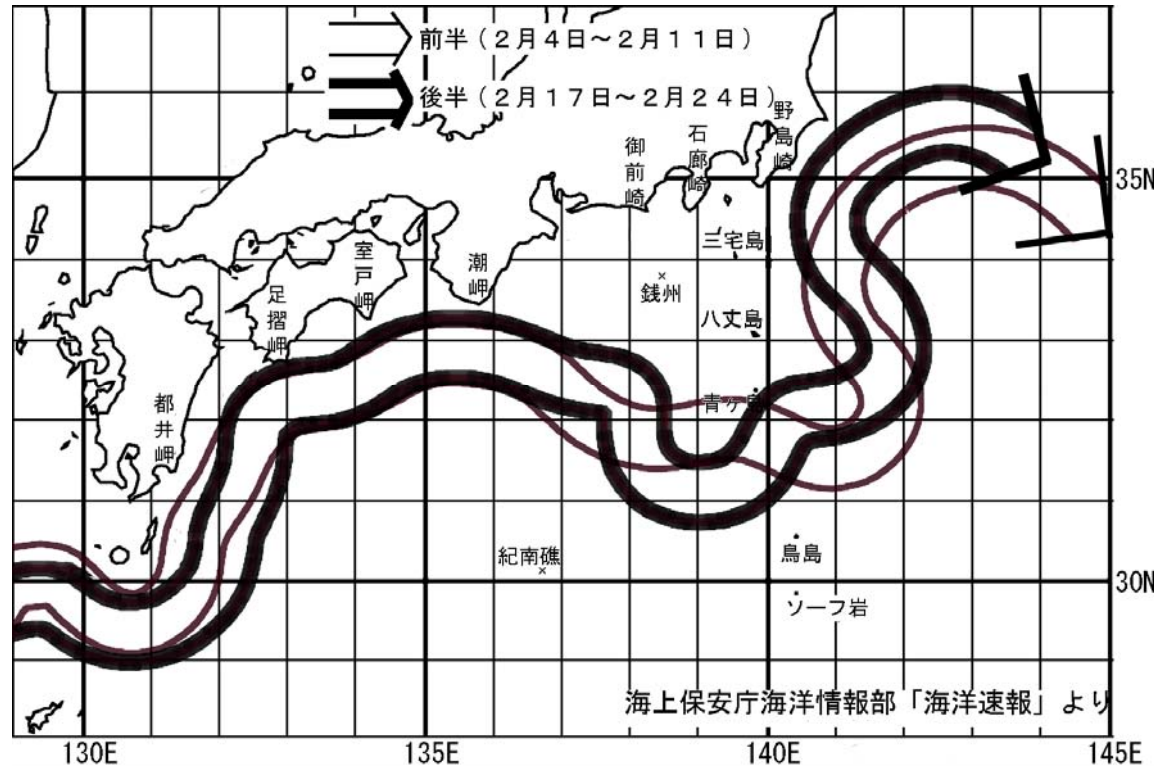 前半（２月４日～２月１１日）
後半（２月１７日～２月２４日）
野島崎
石廊崎
御前崎
35N
三宅島
室戸岬
潮岬
銭州
足摺岬
八丈島
都井岬
青ヶ島
紀南礁
鳥島
30N
ソーフ岩
海上保安庁海洋情報部「海洋速報」より
130E
135E
140E
145E